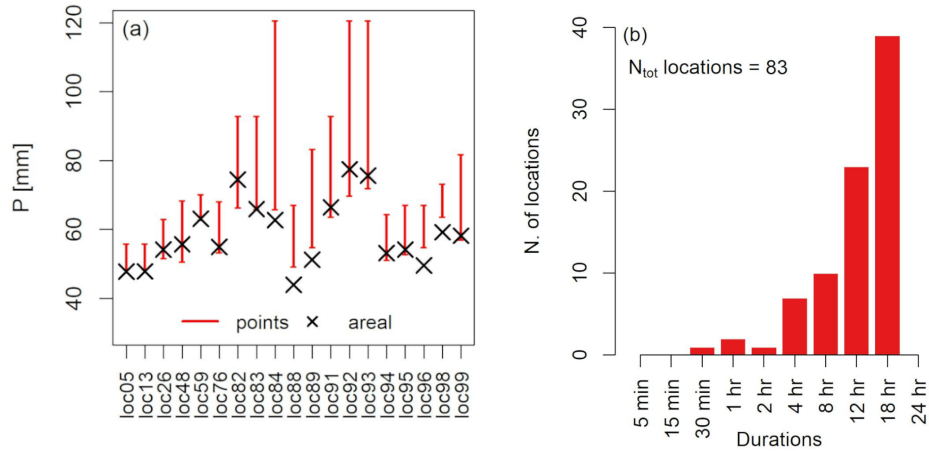 (a)
P [mm]
120
100
80
60
40
points
areal
loc05
loc13
loc26
loc48
loc59
loc76
loc82
loc83
loc84
loc88
loc89
loc91
loc92
loc93
loc94
loc95
loc96
loc98
loc99
(b)
Ntot locations = 83
N. of locations
40
30
20
10
0
5 min
15 min
30 min
1 hr
2 hr
4 hr
8 hr
12 hr
18 hr
24 hr
Durations